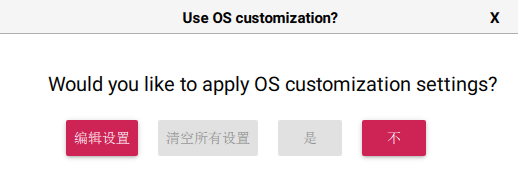 Use OS customization?
X
Would you like to apply OS customization settings?
编辑设置 清空所有设置 是 不